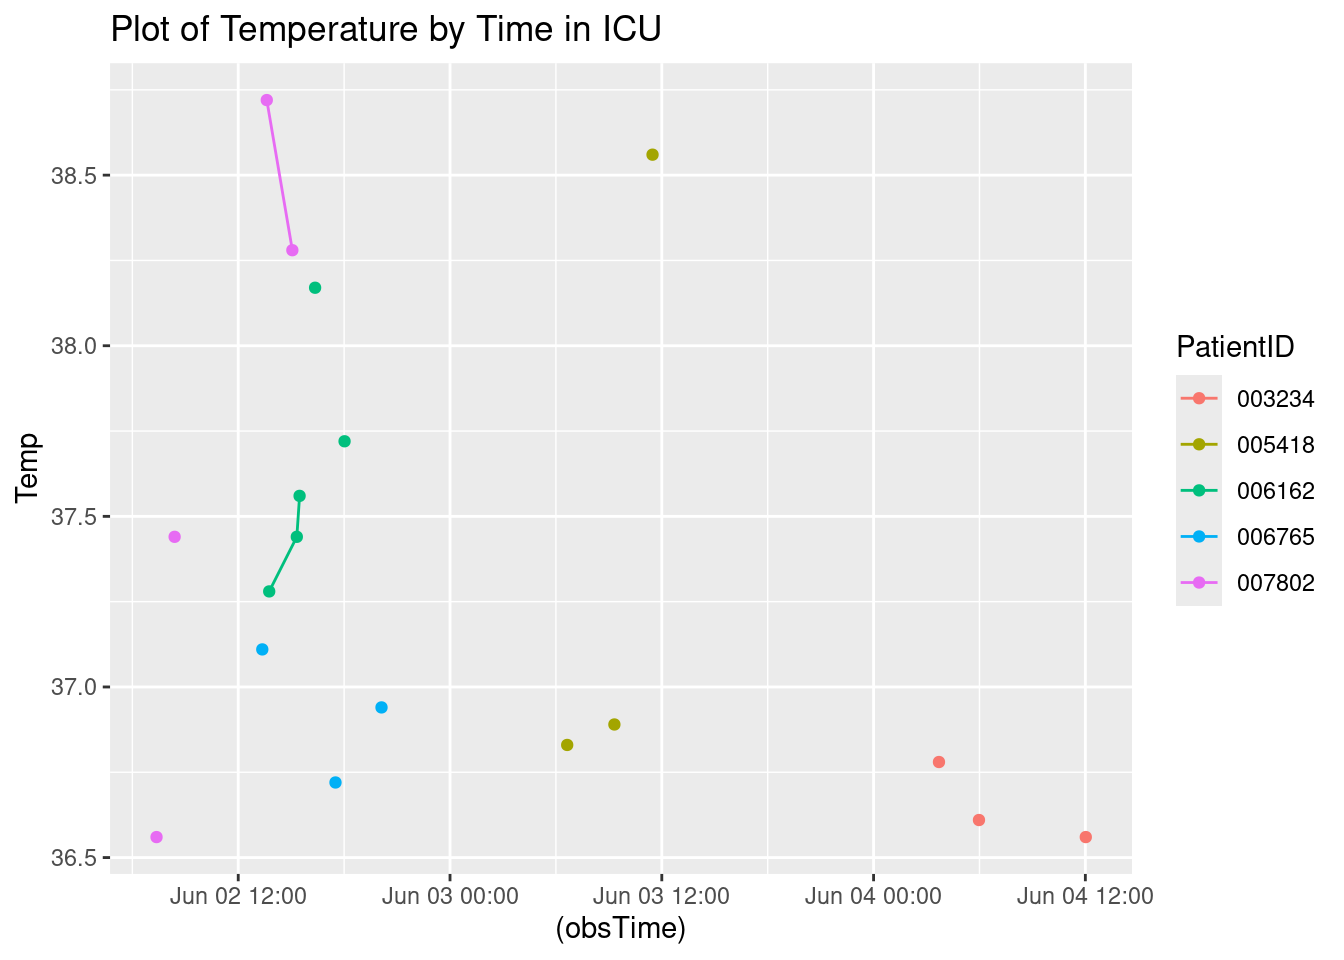 Plot of Temperature by Time in ICU
38.5
38.0
37.5
37.0
36.5
Temp
Jun 02 12:00 Jun 03 00:00 Jun 03 12:00 Jun 04 00:00 Jun 04 12:00
(obsTime)
PatientID
003234
005418
006162
006765
007802